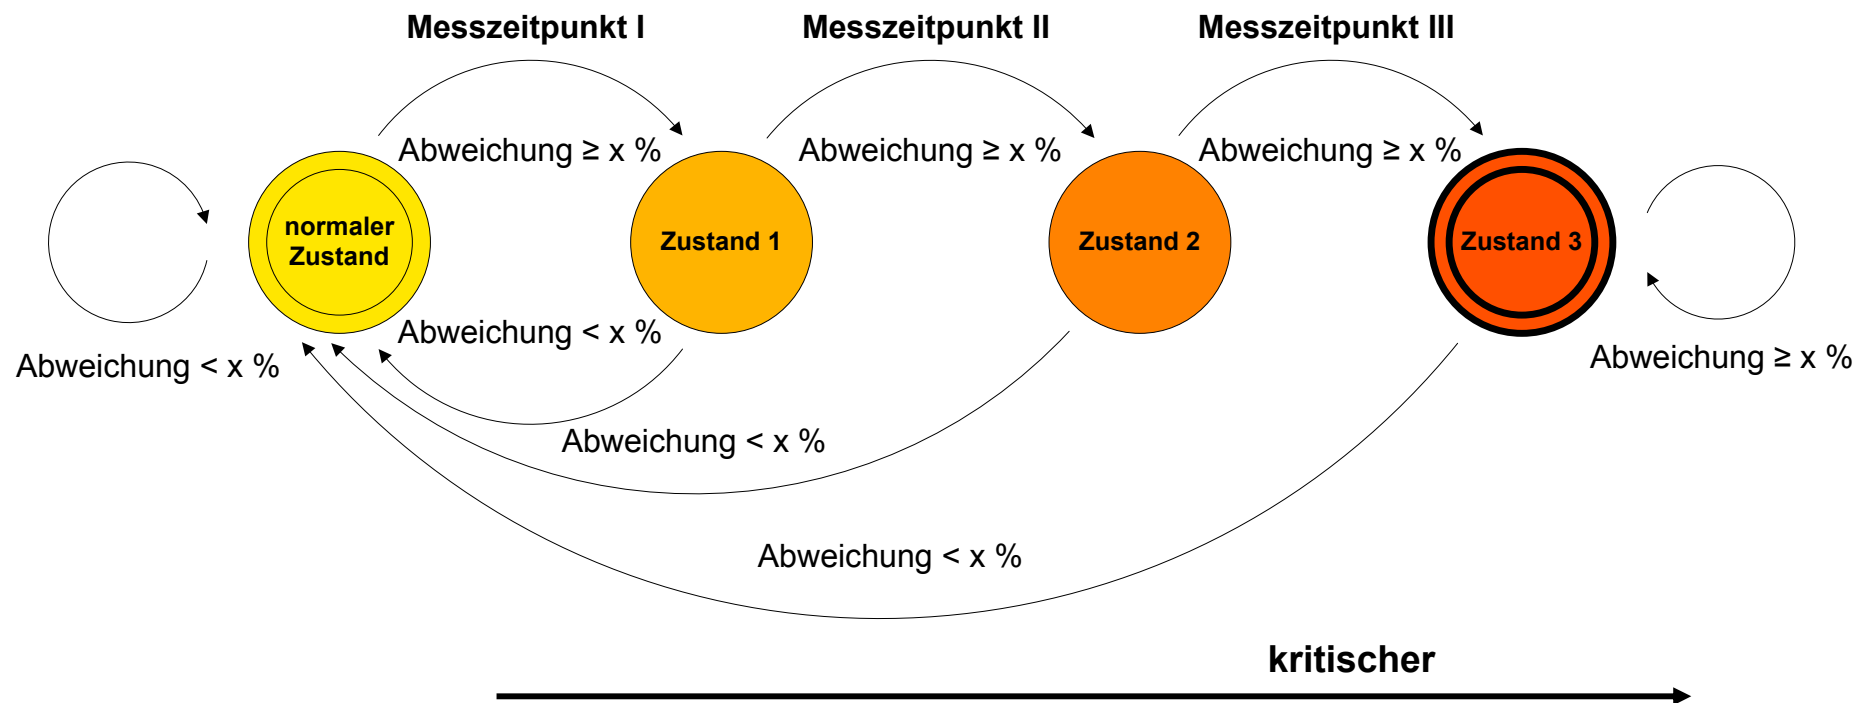 Messzeitpunkt I
Messzeitpunkt II
Messzeitpunkt III
Abweichung ≥ x %
Abweichung ≥ x %
Abweichung ≥ x %
normaler
Zustand
Zustand 1
Zustand 2
Zustand 3
Abweichung < x %
Abweichung < x %
Abweichung ≥ x %
Abweichung < x %
Abweichung < x %
kritischer